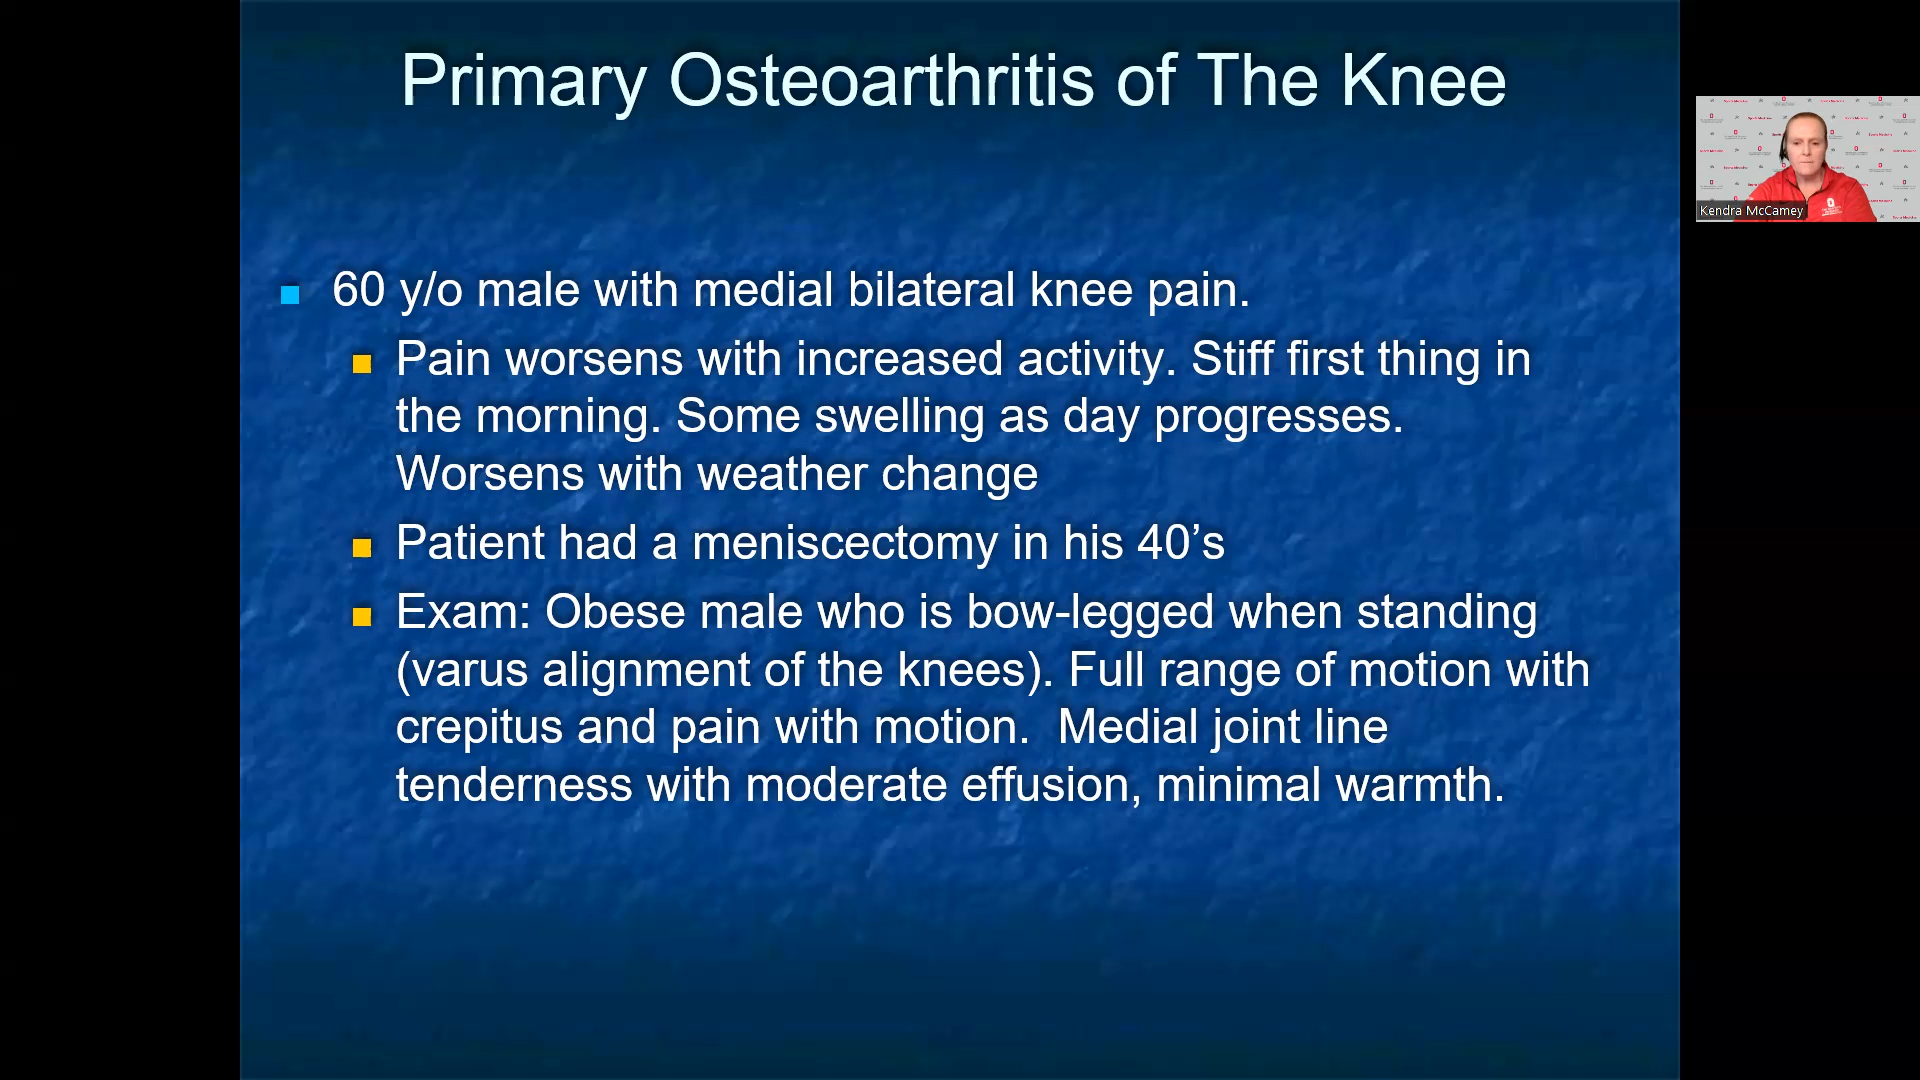 Primary Osteoarthritis of The Knee
60 y/o male with medial bilateral knee pain.
Pain worsens with increased activity. Stiff first thing in
the morning. Some swelling as day progresses.
Worsens with weather change
Patient had a meniscectomy in his 40’s
Exam: Obese male who is bow-legged when standing
(varus alignment of the knees). Full range of motion with
crepitus and pain with motion.  Medial joint line
tenderness with moderate effusion, minimal warmth.
Kendra McCamey